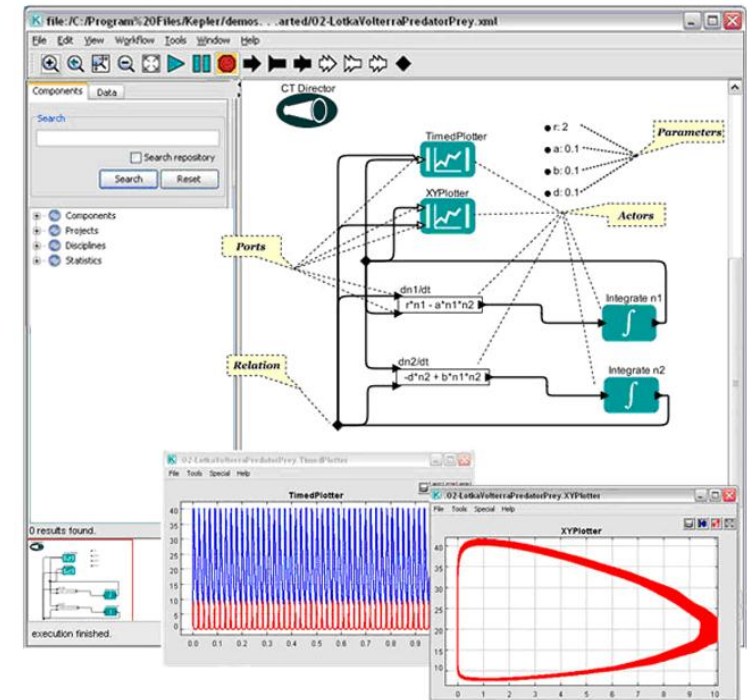 file:/C:/Program%20Files/Kepler/demos. . .arted/02-LotkaVolterraPredatorPrey.xml
File Edit View Workflow Tools Window Help
Components Data
Search
Search repository
Search Reset
Components
Projects
Disciplines
Statistics
0 results found.
execution finished.
CT Director
TimedPlotter
XYPlotter
r: 2
a: 0.1
b: 0.1
d: 0.1
Parameters
Actors
Ports
Relation
dn1/dt
r*n1 - a*n1*n2
Integrate n1
∫
dn2/dt
-d*n2 + b*n1*n2
Integrate n2
∫
02-LotkaVolterraPredatorPrey.TimedPlotter
File Tools Special Help
TimedPlotter
40
35
30
25
20
15
10
5
0
0.0 0.1 0.2 0.3 0.4 0.5 0.6 0.7 0.8 0.9
02-LotkaVolterraPredatorPrey.XYPlotter
File Tools Special Help
XYPlotter
40
35
30
25
20
15
10
0 1 2 3 4 5 6 7 8 9 10